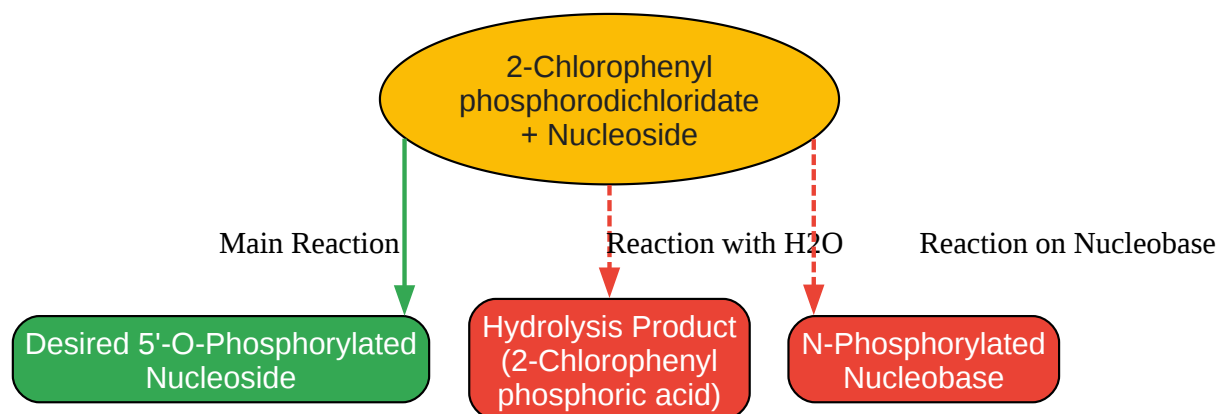 2-Chlorophenyl
phosphorodichloridate
+ Nucleoside
Main Reaction
Reaction with H2O
Reaction on Nucleobase
Desired 5'-O-Phosphorylated
Nucleoside
Hydrolysis Product
(2-Chlorophenyl
phosphoric acid)
N-Phosphorylated
Nucleobase